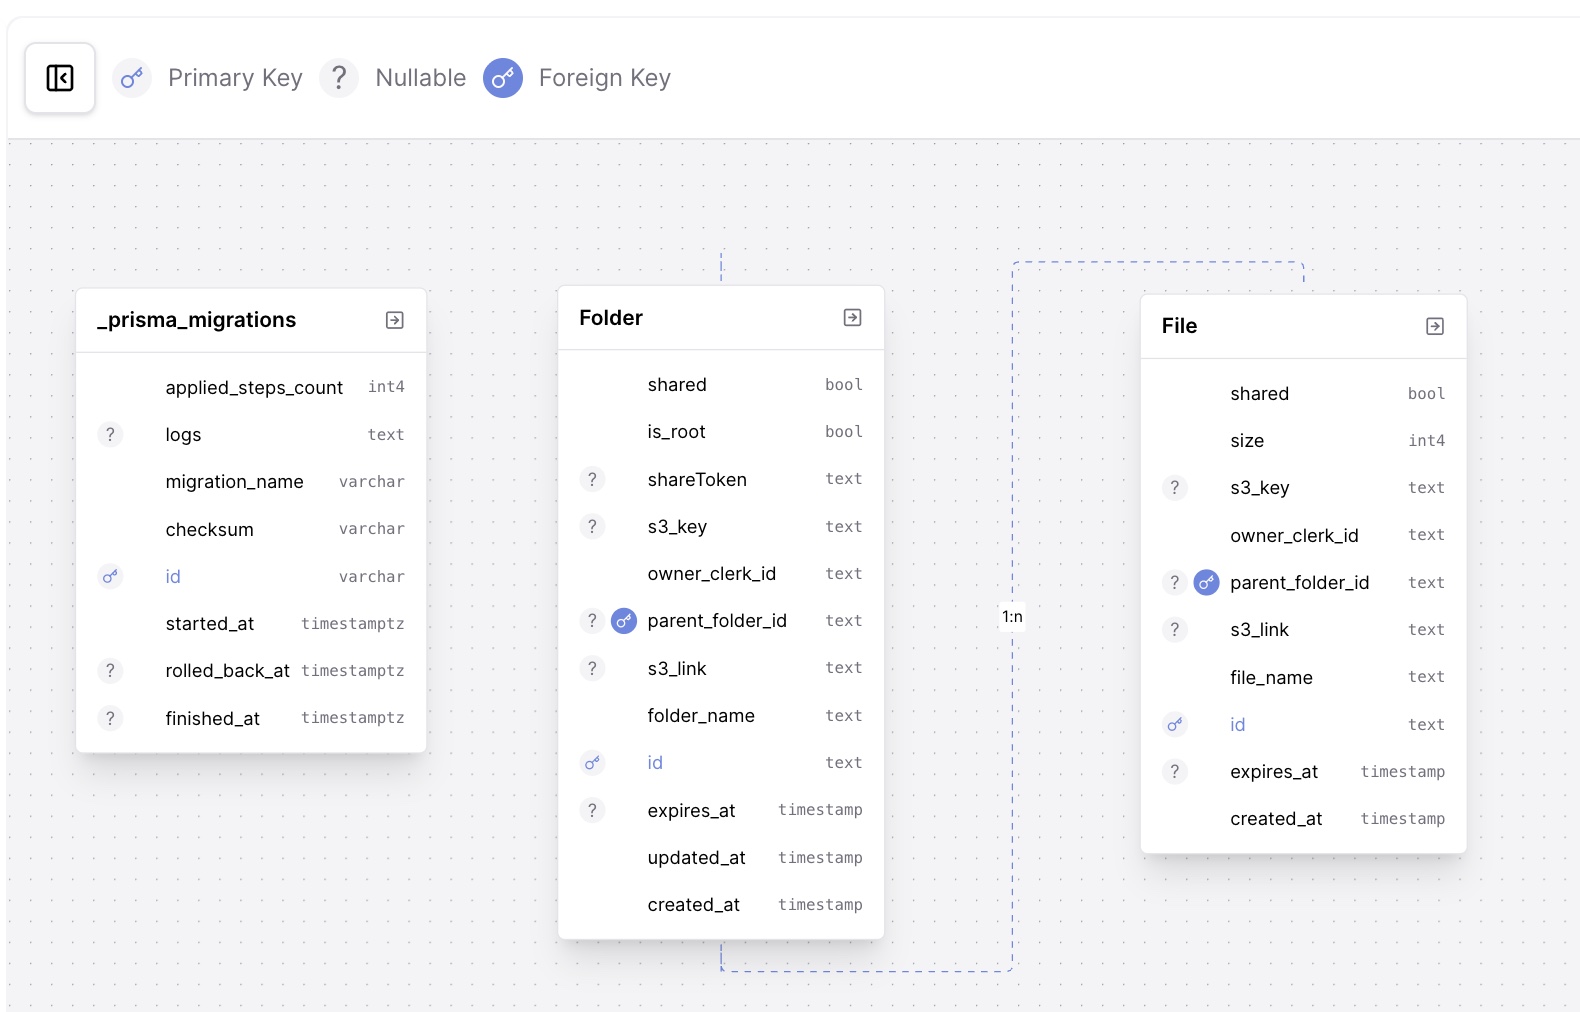 Primary Key ? Nullable Foreign Key
_prisma_migrations
applied_steps_count int4
? logs text
migration_name varchar
checksum varchar
id varchar
started_at timestamptz
? rolled_back_at timestamptz
? finished_at timestamptz
Folder
shared bool
is_root bool
? shareToken text
? s3_key text
owner_clerk_id text
? parent_folder_id text
? s3_link text
folder_name text
id text
? expires_at timestamp
updated_at timestamp
created_at timestamp
1:n
File
shared bool
size int4
? s3_key text
owner_clerk_id text
? parent_folder_id text
? s3_link text
file_name text
id text
? expires_at timestamp
created_at timestamp